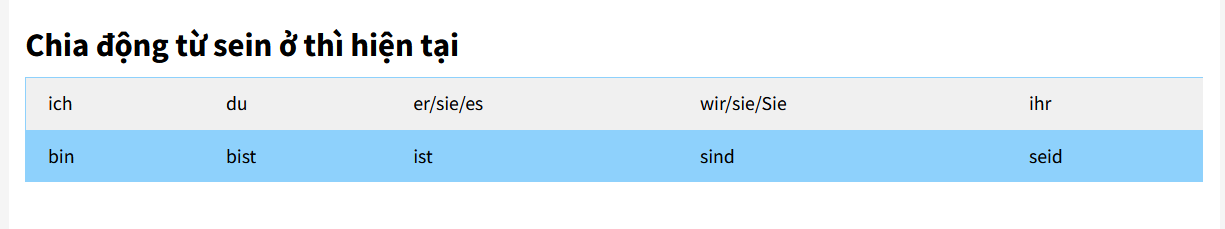 Chia động từ sein ở thì hiện tại
ich du er/sie/es wir/sie/Sie ihr
bin bist ist sind seid